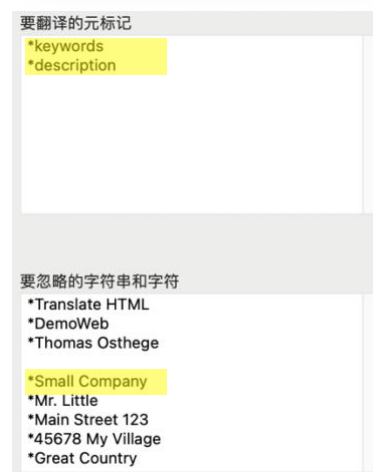 要翻译的元标记
*keywords
*description
要忽略的字符串和字符
*Translate HTML
*DemoWeb
*Thomas Osthege
*Small Company
*Mr. Little
*Main Street 123
*45678 My Village
*Great Country